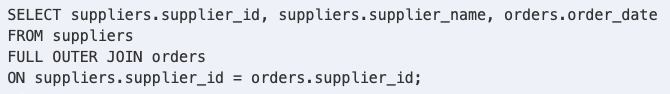 SELECT suppliers.supplier_id, suppliers.supplier_name, orders.order_date
FROM suppliers
FULL OUTER JOIN orders
ON suppliers.supplier_id = orders.supplier_id;